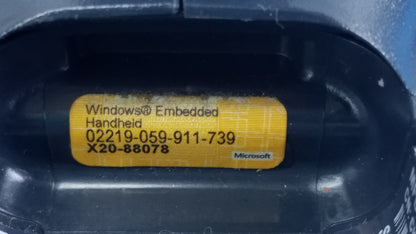 Windows® Embedded
Handheld
02219-059-911-739
X20-88078
Microsoft